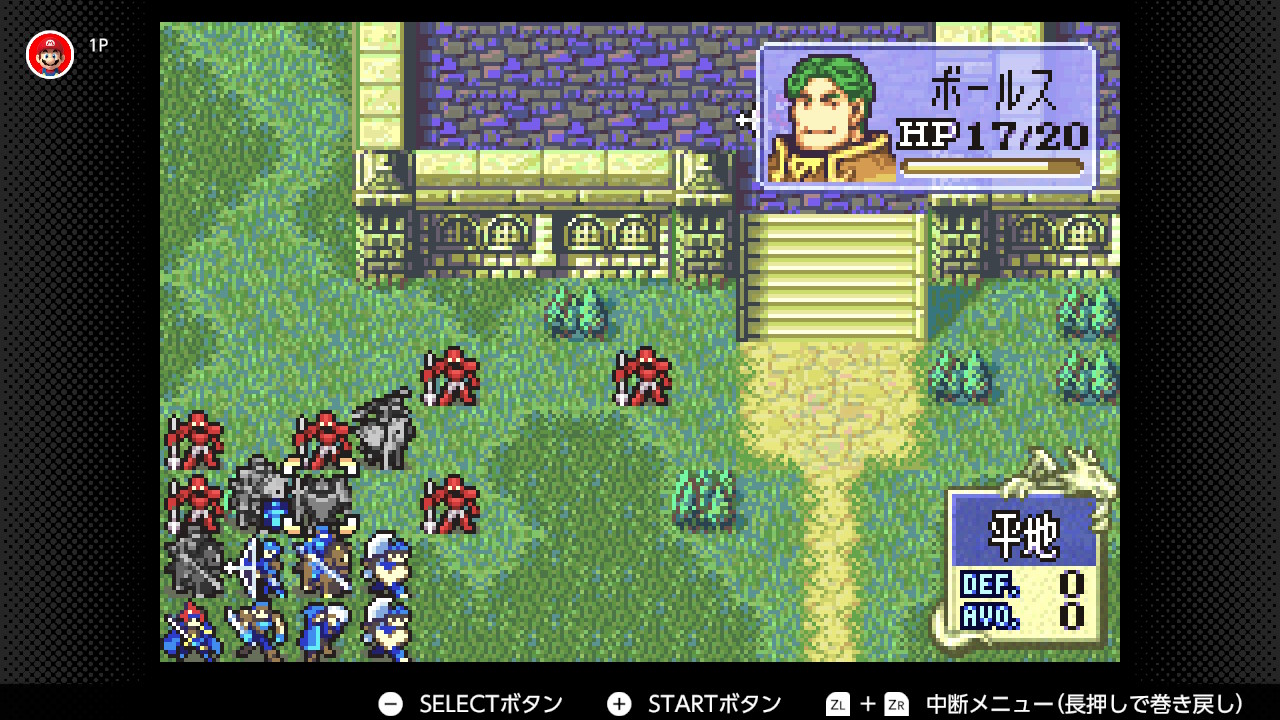 1P
ボールス
HP 17/20
平地
DEF. 0
AVO. 0
SELECTボタン STARTボタン ZL + ZR 中断メニュー(長押しで巻き戻し)